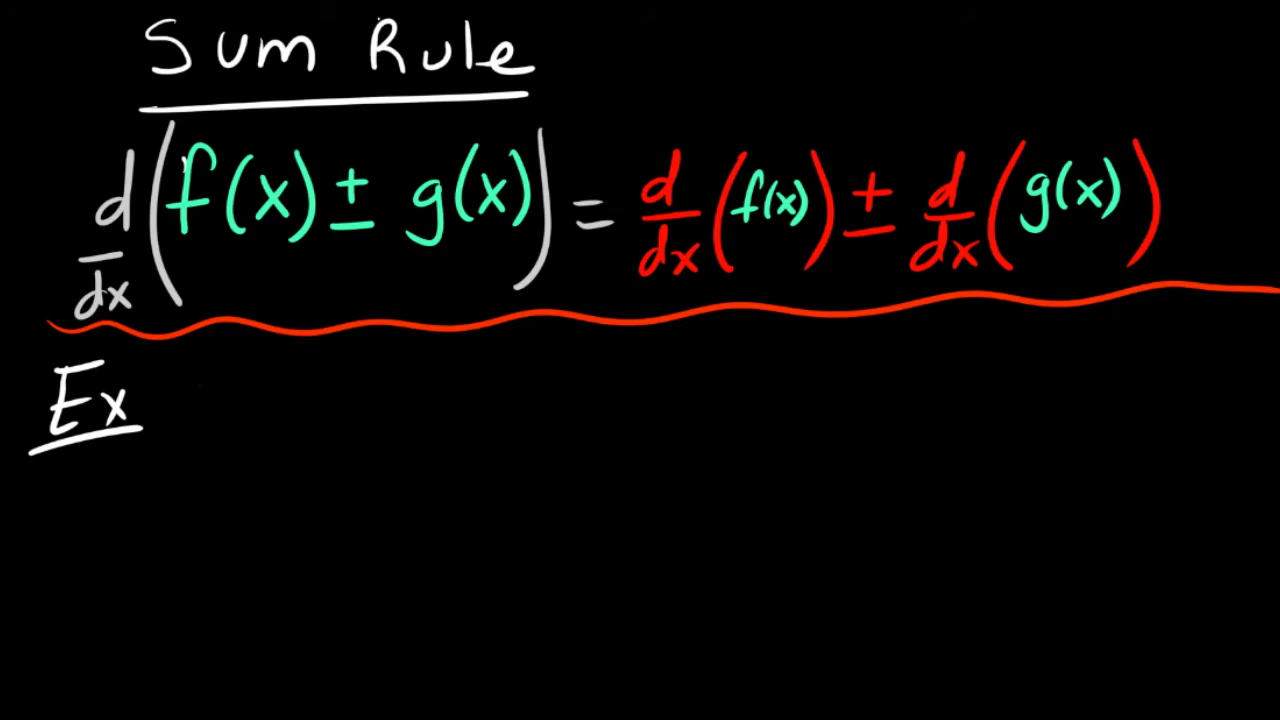 Sum Rule
d/dx (f(x) ± g(x)) = d/dx (f(x)) ± d/dx (g(x))
Ex